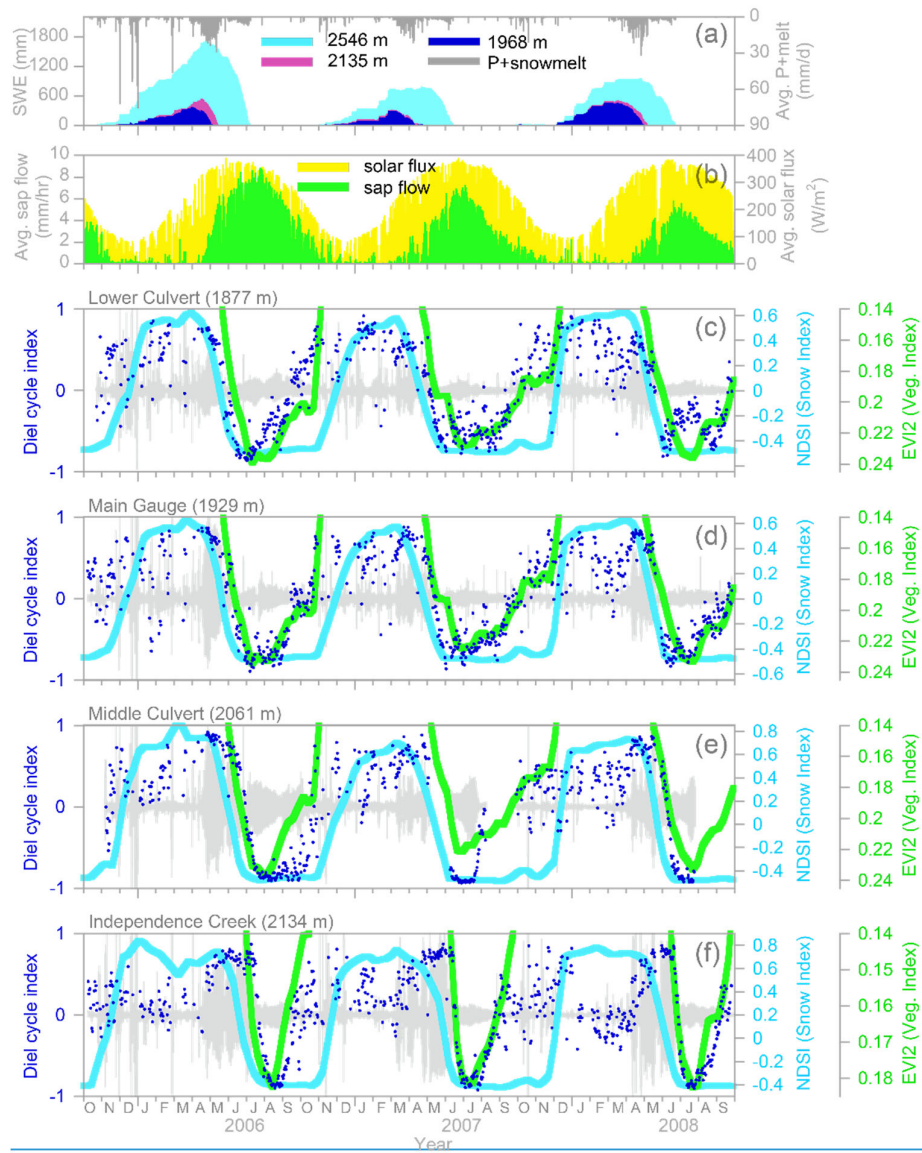 0
1800
1200
600
0
SWE (mm)
2546 m
2135 m
1968 m
P+snowmelt
(a)
0
30
60
90
Avg. P+melt
(mm/d)
10
8
6
4
2
0
Avg. sap flow
(mm/hr)
solar flux
sap flow
(b)
400
300
200
100
0
Avg. solar flux
(W/m²)
Lower Culvert (1877 m)
(c)
1
0
-1
Diel cycle index
0.6
0.4
0.2
0
-0.2
-0.4
NDSI (Snow Index)
0.14
0.16
0.18
0.2
0.22
0.24
EVI2 (Veg. Index)
Main Gauge (1929 m)
(d)
1
0
-1
Diel cycle index
0.6
0.4
0.2
0
-0.2
-0.4
-0.6
NDSI (Snow Index)
0.14
0.16
0.18
0.2
0.22
0.24
EVI2 (Veg. Index)
Middle Culvert (2061 m)
(e)
1
0
-1
Diel cycle index
0.8
0.6
0.4
0.2
0
-0.2
-0.4
NDSI (Snow Index)
0.14
0.16
0.18
0.2
0.22
0.24
EVI2 (Veg. Index)
Independence Creek (2134 m)
(f)
1
0
-1
Diel cycle index
0.8
0.6
0.4
0.2
0
-0.2
-0.4
NDSI (Snow Index)
0.14
0.15
0.16
0.17
0.18
EVI2 (Veg. Index)
O N D J F M A M J J A S O N D J F M A M J J A S O N D J F M A M J J A S
2006 2007 2008
Year